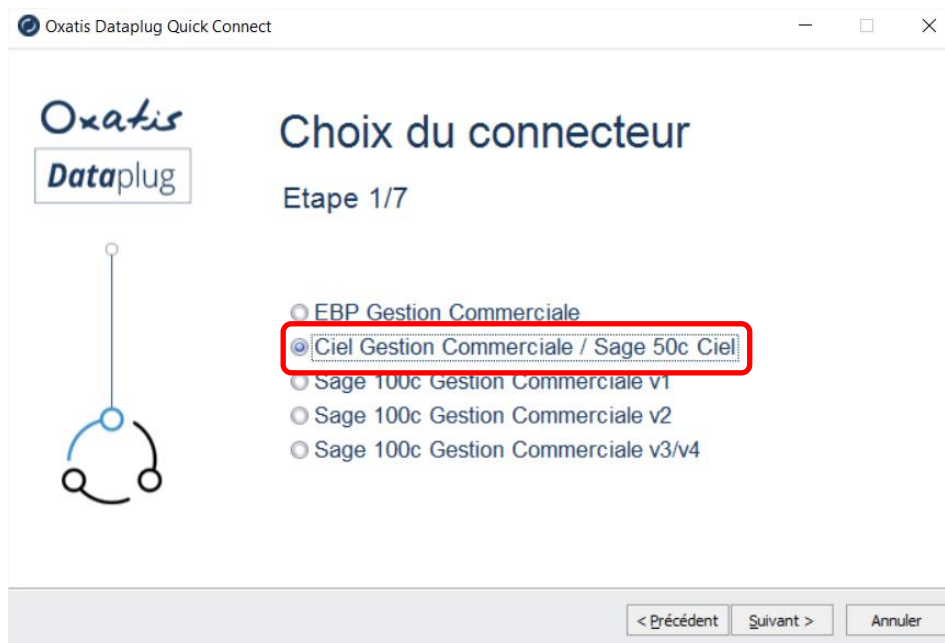 Oxatis Dataplug Quick Connect
Oxatis
Dataplug
Choix du connecteur
Etape 1/7
EBP Gestion Commerciale
Ciel Gestion Commerciale / Sage 50c Ciel
Sage 100c Gestion Commerciale v1
Sage 100c Gestion Commerciale v2
Sage 100c Gestion Commerciale v3/v4
< Précédent Suivant > Annuler